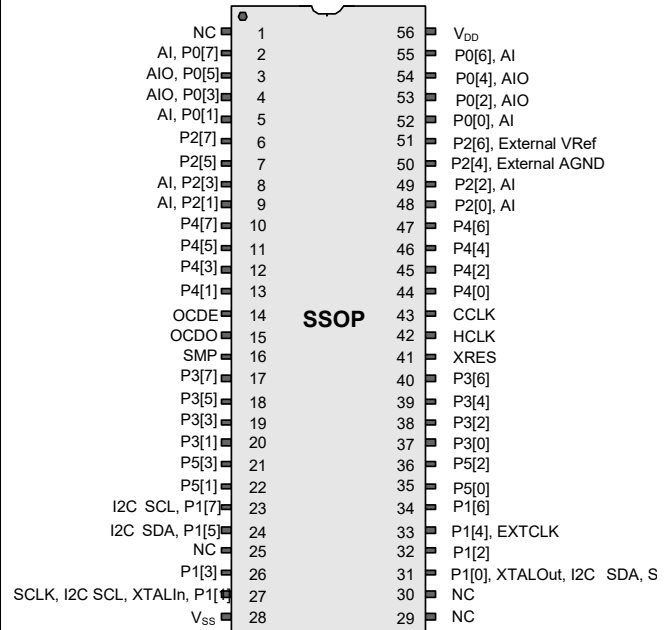 NC 1 56 VDD
AI, P0[7] 2 55 P0[6], AI
AIO, P0[5] 3 54 P0[4], AIO
AIO, P0[3] 4 53 P0[2], AIO
AI, P0[1] 5 52 P0[0], AI
P2[7] 6 51 P2[6], External VRef
P2[5] 7 50 P2[4], External AGND
AI, P2[3] 8 49 P2[2], AI
AI, P2[1] 9 48 P2[0], AI
P4[7] 10 47 P4[6]
P4[5] 11 46 P4[4]
P4[3] 12 45 P4[2]
P4[1] 13 44 P4[0]
OCDE 14 SSOP 43 CCLK
OCDO 15 42 HCLK
SMP 16 41 XRES
P3[7] 17 40 P3[6]
P3[5] 18 39 P3[4]
P3[3] 19 38 P3[2]
P3[1] 20 37 P3[0]
P5[3] 21 36 P5[2]
P5[1] 22 35 P5[0]
I2C SCL, P1[7] 23 34 P1[6]
I2C SDA, P1[5] 24 33 P1[4], EXTCLK
NC 25 32 P1[2]
P1[3] 26 31 P1[0], XTALOut, I2C SDA, S
SCLK, I2C SCL, XTALIn, P1[1] 27 30 NC
VSS 28 29 NC